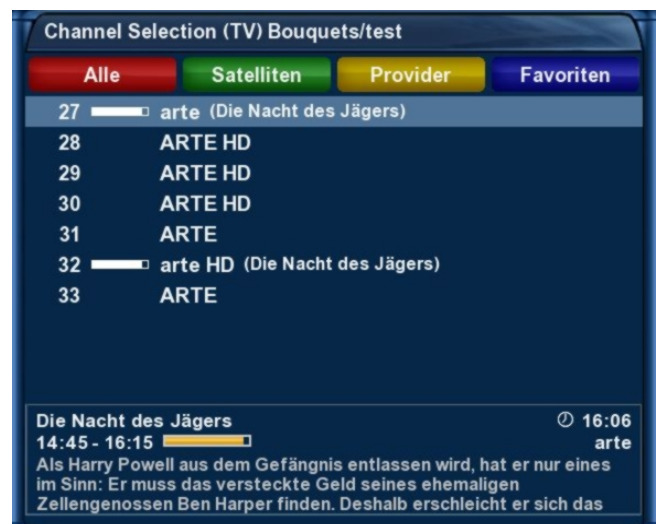 Channel Selection (TV) Bouquets/test
Alle Satelliten Provider Favoriten
27 arte (Die Nacht des Jägers)
28 ARTE HD
29 ARTE HD
30 ARTE HD
31 ARTE
32 arte HD (Die Nacht des Jägers)
33 ARTE
Die Nacht des Jägers 16:06
14:45 - 16:15 arte
Als Harry Powell aus dem Gefängnis entlassen wird, hat er nur eines
im Sinn: Er muss das versteckte Geld seines ehemaligen
Zellengenossen Ben Harper finden. Deshalb erschleicht er sich das